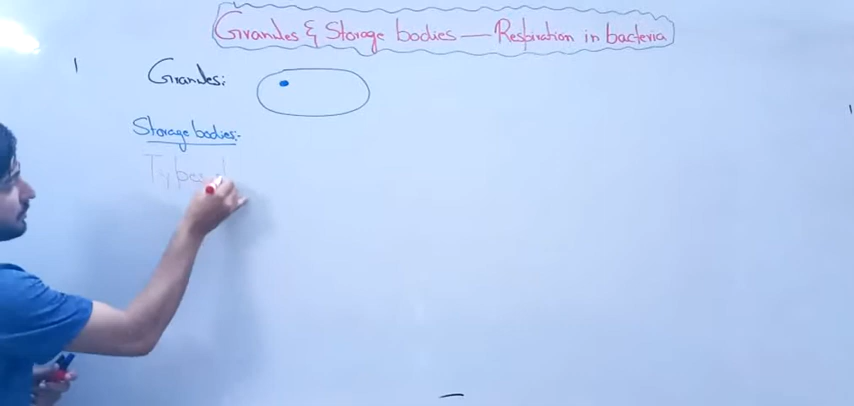 Granules & Storage bodies — Respiration in bacteria
Granules:
Storage bodies:-